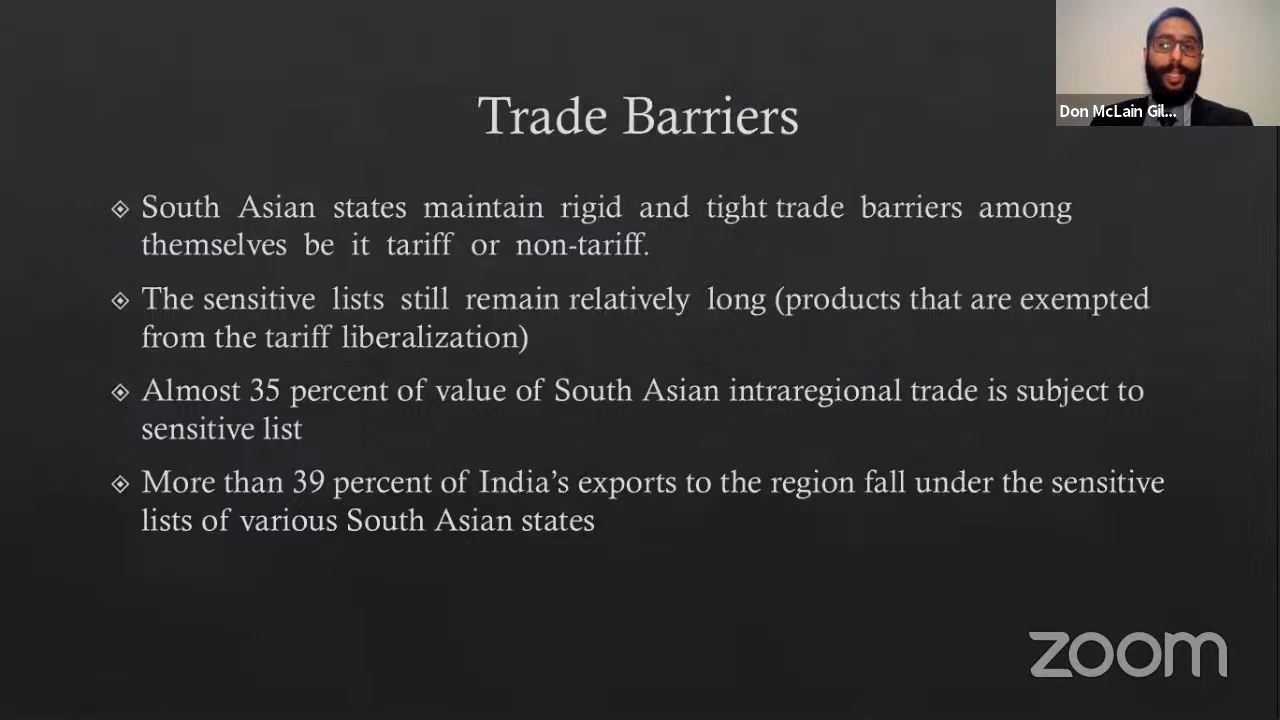 Don McLain Gil...
Trade Barriers
South Asian states maintain rigid and tight trade barriers among
themselves be it tariff or non-tariff.
The sensitive lists still remain relatively long (products that are exempted
from the tariff liberalization)
Almost 35 percent of value of South Asian intraregional trade is subject to
sensitive list
More than 39 percent of India's exports to the region fall under the sensitive
lists of various South Asian states
zoom